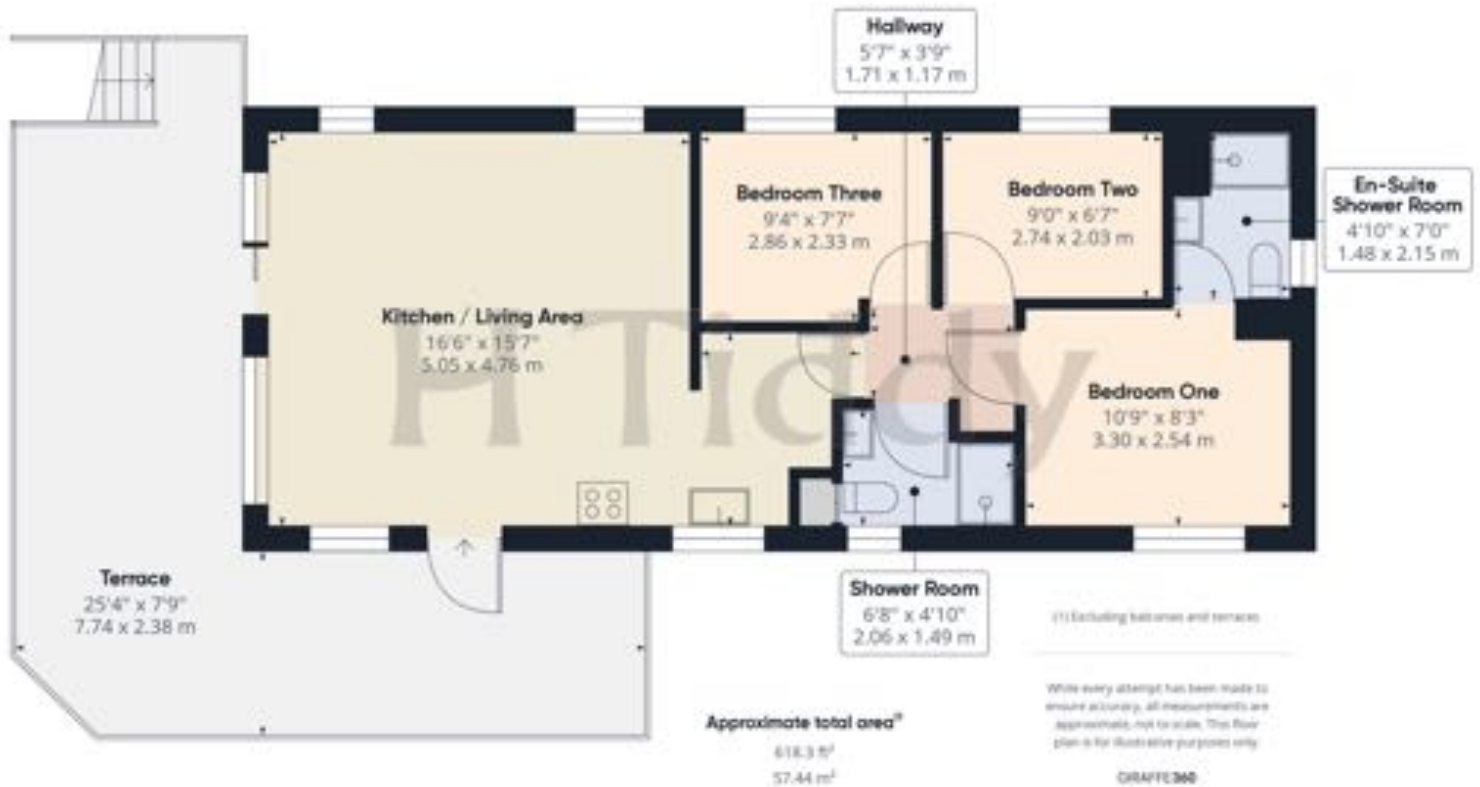 Hallway
5'7" x 3'9"
1.71 x 1.17 m
Bedroom Three
9'4" x 7'7"
2.86 x 2.33 m
Bedroom Two
9'0" x 6'7"
2.74 x 2.03 m
En-Suite
Shower Room
4'10" x 7'0"
1.48 x 2.15 m
Kitchen / Living Area
16'6" x 15'7"
5.05 x 4.76 m
H Tiddy
Bedroom One
10'9" x 8'3"
3.30 x 2.54 m
Terrace
25'4" x 7'9"
7.74 x 2.38 m
Shower Room
6'8" x 4'10"
2.06 x 1.49 m
(1) Excluding balconies and terraces
While every attempt has been made to
ensure accuracy, all measurements are
approximate, not to scale. This floor
plan is for illustrative purposes only.
Approximate total area⁽¹⁾
618.3 ft²
57.44 m²
GIRAFFE360